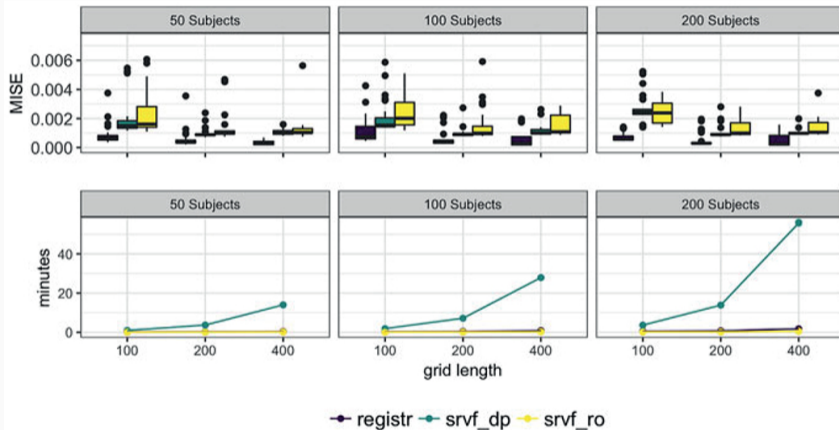 50 Subjects 100 Subjects 200 Subjects
MISE
0.006
0.004
0.002
0.000
50 Subjects 100 Subjects 200 Subjects
minutes
40
20
0
100 200 400 100 200 400 100 200 400
grid length
registr srvf_dp srvf_ro